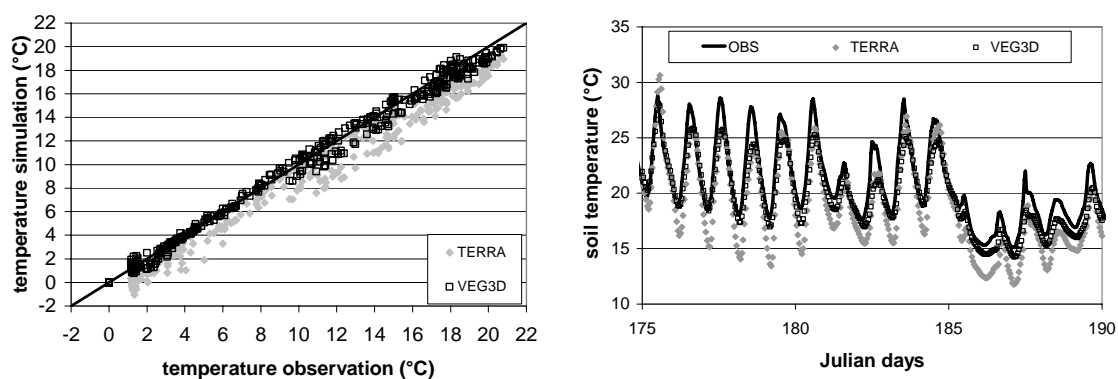 temperature simulation (°C)
22
20
18
16
14
12
10
8
6
4
2
0
-2
TERRA
VEG3D
-2 0 2 4 6 8 10 12 14 16 18 20 22
temperature observation (°C)
soil temperature (°C)
35
30
25
20
15
10
OBS TERRA VEG3D
175 180 185 190
Julian days